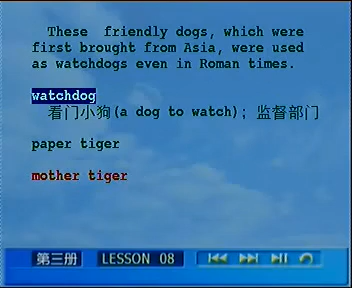 These friendly dogs, which were
first brought from Asia, were used
as watchdogs even in Roman times.
watchdog
看门小狗(a dog to watch); 监督部门
paper tiger
mother tiger
第三册 LESSON 08